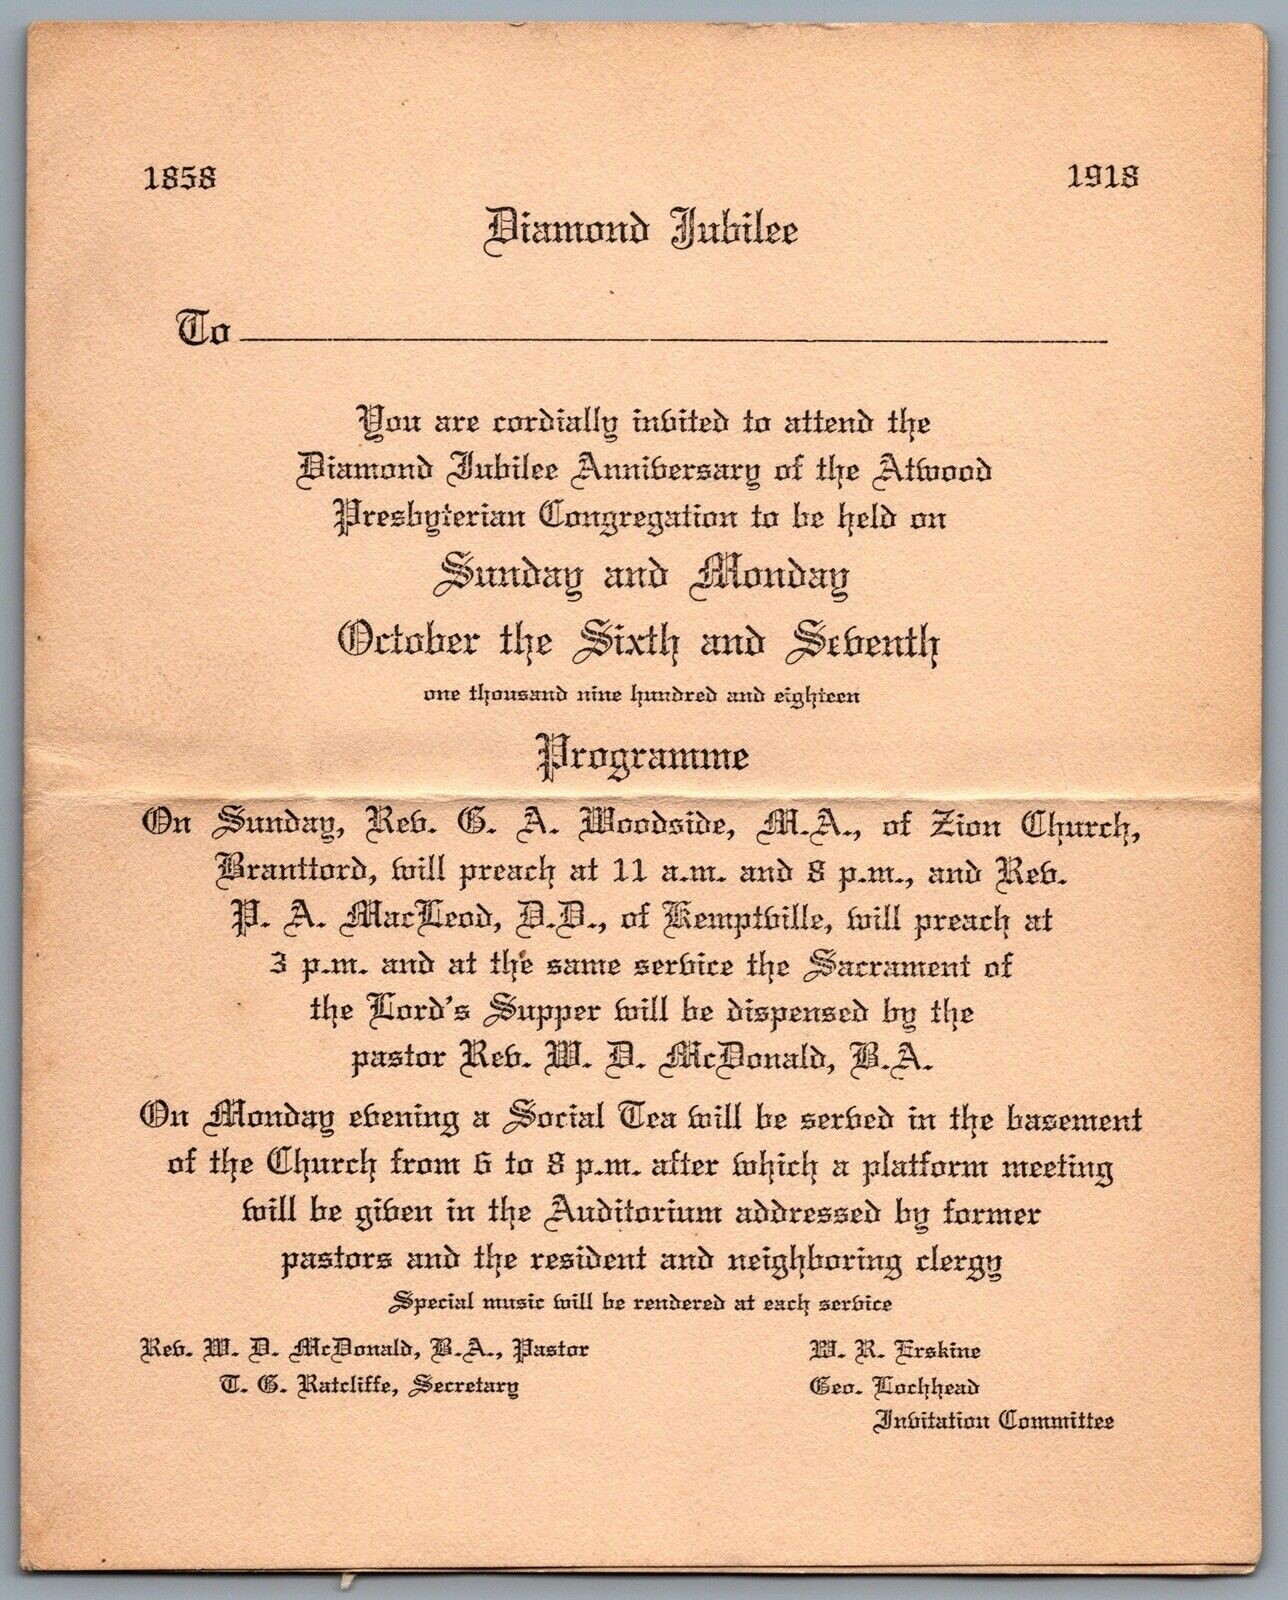 1858 1918
Diamond Jubilee
To
You are cordially invited to attend the
Diamond Jubilee Anniversary of the Atwood
Presbyterian Congregation to be held on
Sunday and Monday
October the Sixth and Seventh
one thousand nine hundred and eighteen
Programme
On Sunday, Rev. G. A. Woodside, M.A., of Zion Church,
Branttord, will preach at 11 a.m. and 8 p.m., and Rev.
P. A. MacLeod, D.D., of Kemptville, will preach at
3 p.m. and at the same service the Sacrament of
the Lord's Supper will be dispensed by the
pastor Rev. W. D. McDonald, B.A.
On Monday evening a Social Tea will be served in the basement
of the Church from 6 to 8 p.m. after which a platform meeting
will be given in the Auditorium addressed by former
pastors and the resident and neighboring clergy
Special music will be rendered at each service
Rev. W. D. McDonald, B.A., Pastor
T. G. Ratcliffe, Secretary
W. R. Erskine
Geo. Lochhead
Invitation Committee